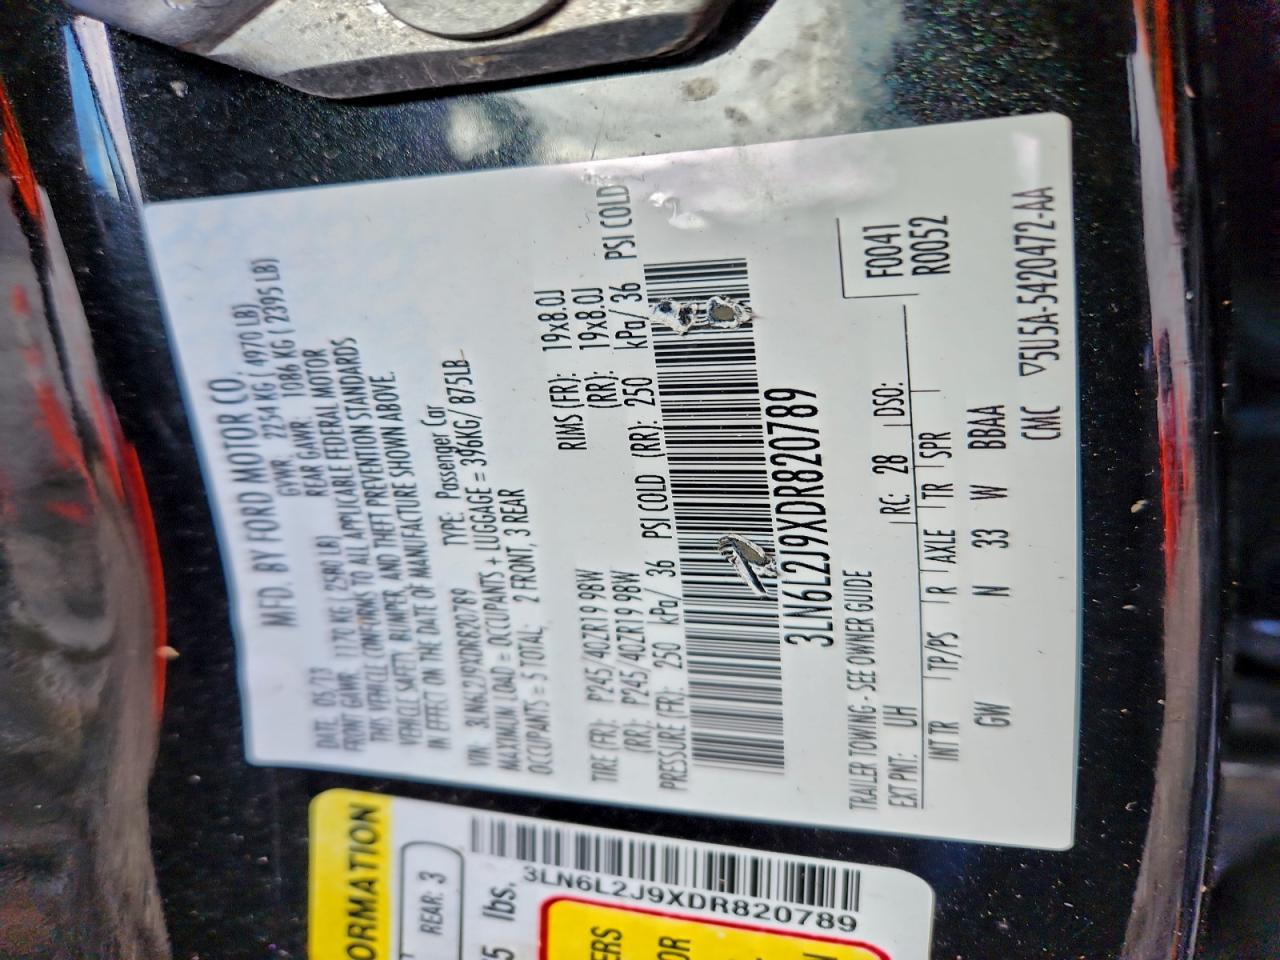 MFD. BY FORD MOTOR CO.
DATE: 05/13 GVWR: 2254 KG ( 4970 LB)
FRONT GAWR: 1170 KG ( 2580 LB) REAR GAWR: 1086 KG ( 2395 LB)
THIS VEHICLE CONFORMS TO ALL APPLICABLE FEDERAL MOTOR
VEHICLE SAFETY, BUMPER, AND THEFT PREVENTION STANDARDS
IN EFFECT ON THE DATE OF MANUFACTURE SHOWN ABOVE.
VIN: 3LN6L2J9XDR820789 TYPE: Passenger Car
MAXIMUM LOAD = OCCUPANTS + LUGGAGE = 396KG/ 875LB
OCCUPANTS = 5 TOTAL; 2 FRONT, 3 REAR
TIRE (FR): P245/40ZR19 98W RIMS (FR): 19x8.0J
(RR): P245/40ZR19 98W (RR): 19x8.0J
PRESSURE FR): 250 kPa/ 36 PSI COLD (RR): 250 kPa/ 36 PSI COLD
3LN6L2J9XDR820789
TRAILER TOWING - SEE OWNER GUIDE
F0041
R0052
EXT PNT: UH RC: 28 DSO:
INT TR TP/PS R AXLE TR SPR
GW N 33 W BBAA
CMC ▽5U5A-5420472-AA
ORMATION
REAR: 3
5 lbs.
3LN6L2J9XDR820789
ERS
OR